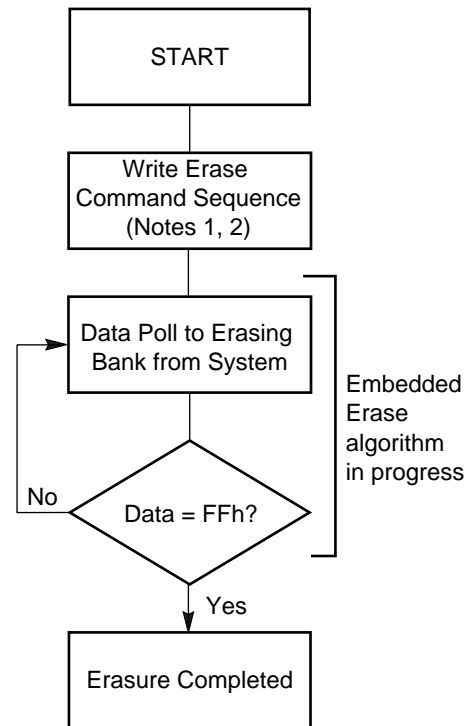 START
Write Erase
Command Sequence
(Notes 1, 2)
Data Poll to Erasing
Bank from System
Embedded
Erase
algorithm
in progress
No
Data = FFh?
Yes
Erasure Completed